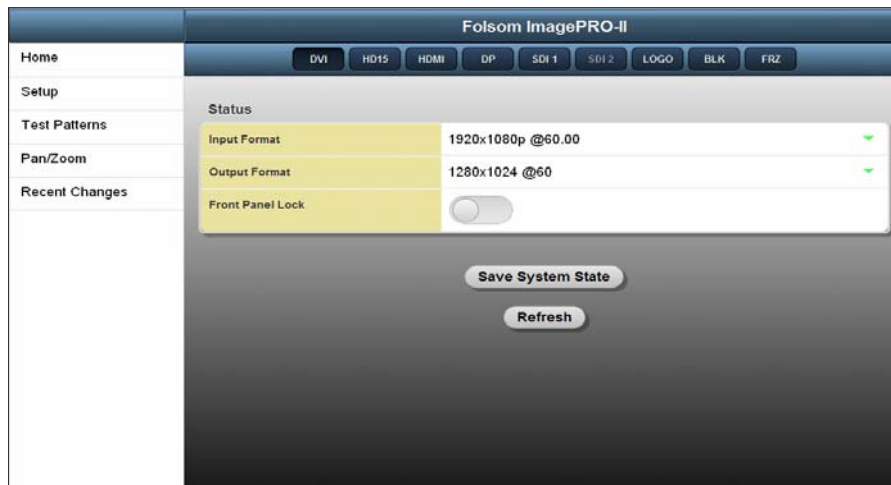 Folsom ImagePRO-II
Home
DVI HD15 HDMI DP SDI 1 SDI 2 LOGO BLK FRZ
Setup
Test Patterns
Pan/Zoom
Recent Changes
Status
Input Format 1920x1080p @60.00
Output Format 1280x1024 @60
Front Panel Lock
Save System State
Refresh